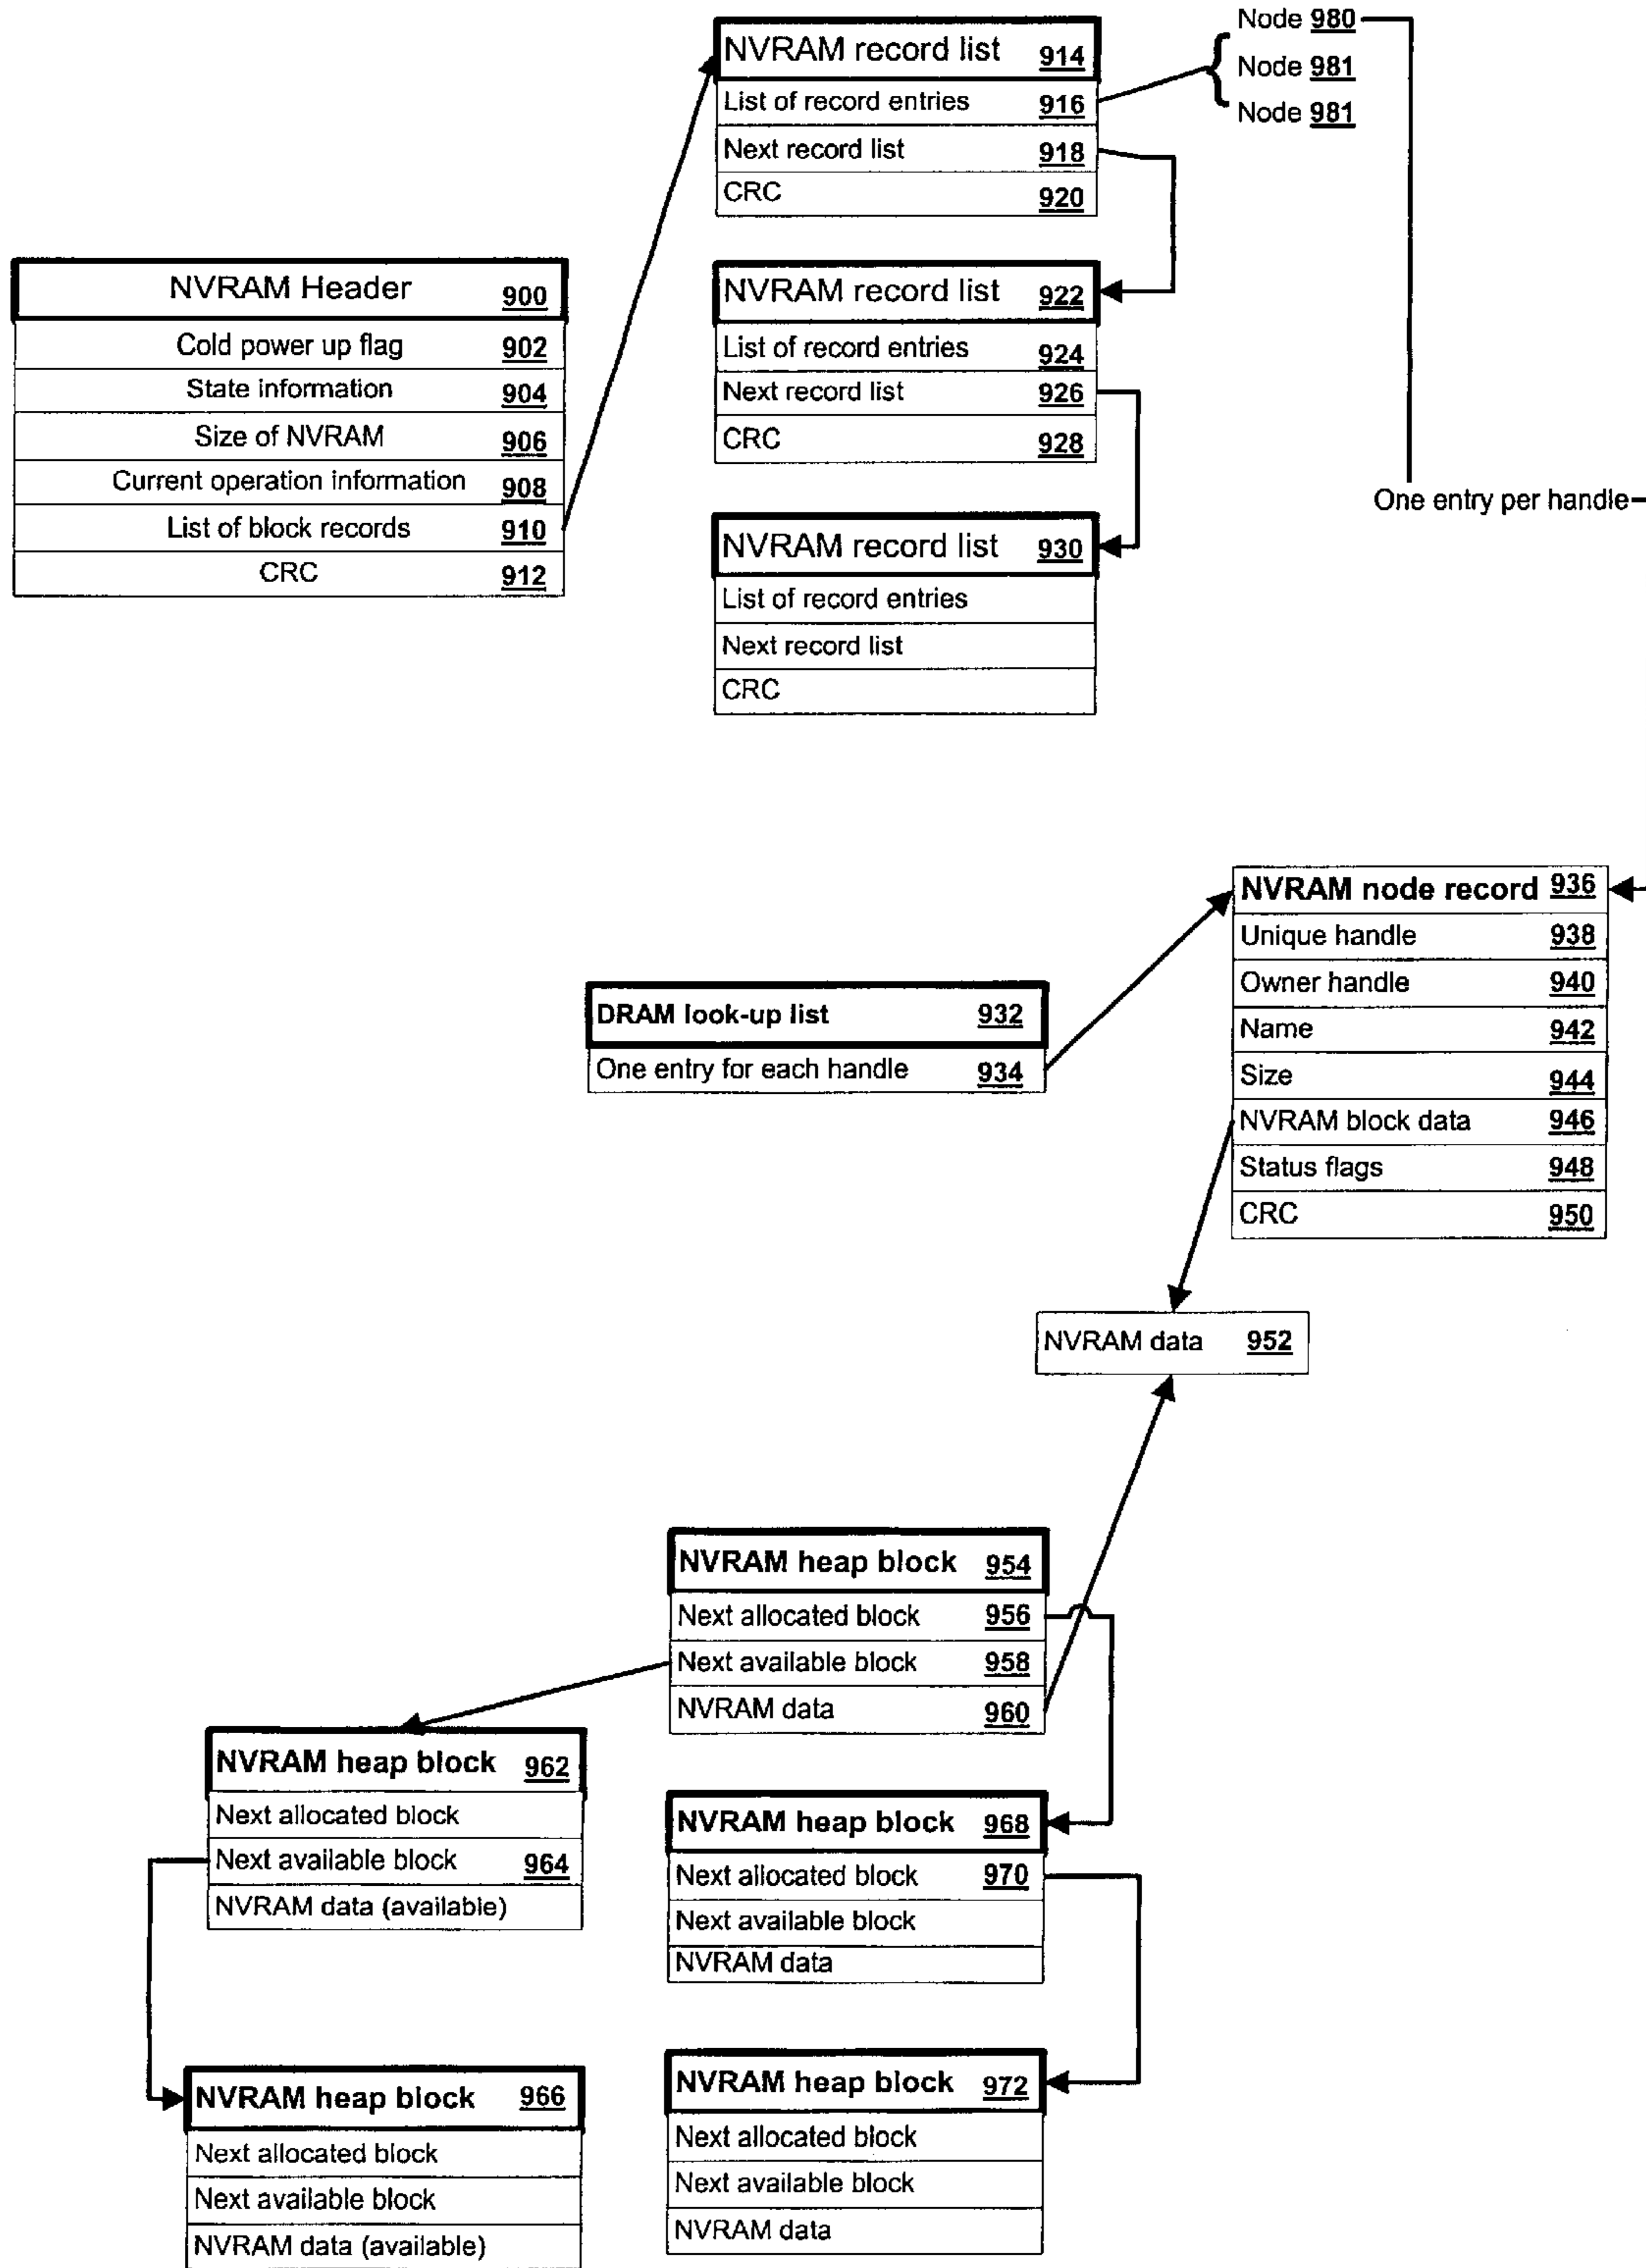 Node 980
Node 981
Node 981
NVRAM record list 914
List of record entries 916
Next record list 918
CRC 920
NVRAM Header 900
Cold power up flag 902
State information 904
Size of NVRAM 906
Current operation information 908
List of block records 910
CRC 912
NVRAM record list 922
List of record entries 924
Next record list 926
CRC 928
One entry per handle
NVRAM record list 930
List of record entries
Next record list
CRC
NVRAM node record 936
Unique handle 938
Owner handle 940
Name 942
Size 944
NVRAM block data 946
Status flags 948
CRC 950
DRAM look-up list 932
One entry for each handle 934
NVRAM data 952
NVRAM heap block 954
Next allocated block 956
Next available block 958
NVRAM data 960
NVRAM heap block 962
Next allocated block
Next available block 964
NVRAM data (available)
NVRAM heap block 968
Next allocated block 970
Next available block
NVRAM data
NVRAM heap block 966
Next allocated block
Next available block
NVRAM data (available)
NVRAM heap block 972
Next allocated block
Next available block
NVRAM data